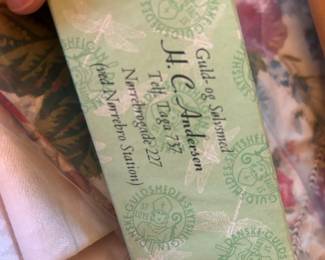 Guld- og Sølvsmed
H. C. Andersen
Telf. Taga 737
Nørrebrogade 227
(ved Nørrebro Station)